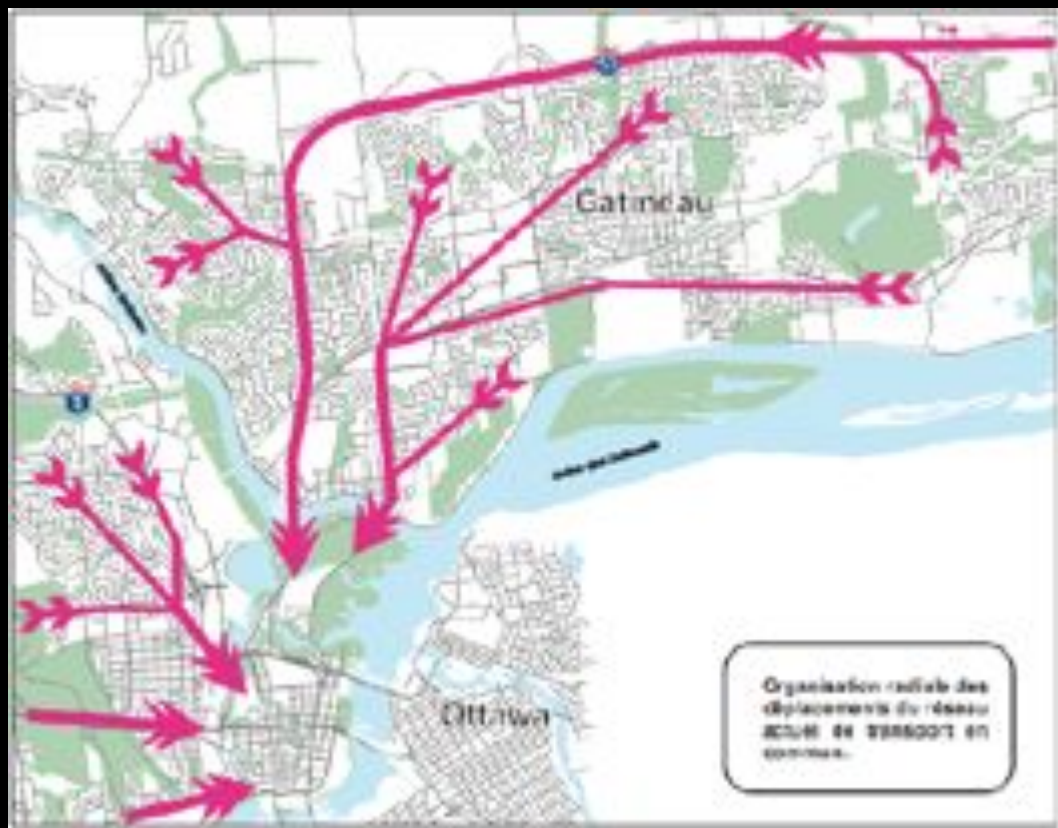 Gatineau
Ottawa
Organisation radiale des
déplacements du réseau
actuel de transport en
commun.